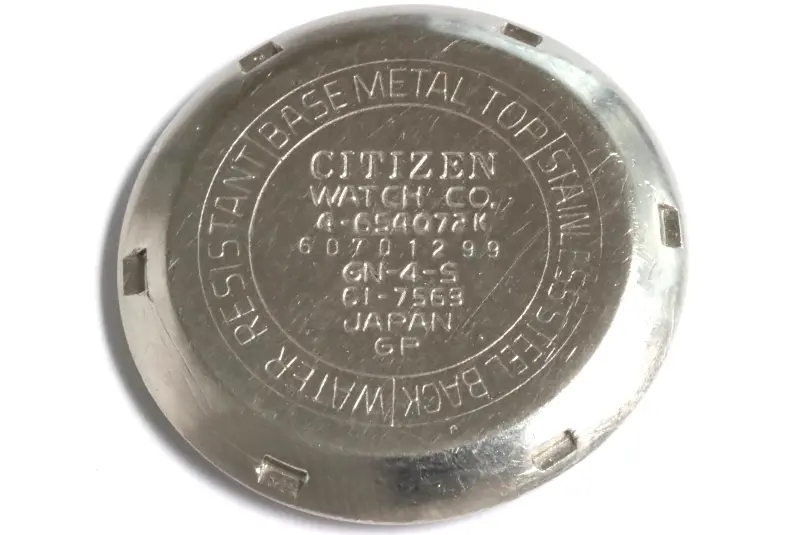 BASE METAL TOP/STAINLESS STEEL BACK/WATER RESISTANT/
CITIZEN
WATCH CO.
4-654072K
60701299
GN-4-S
CI-7563
JAPAN
GP